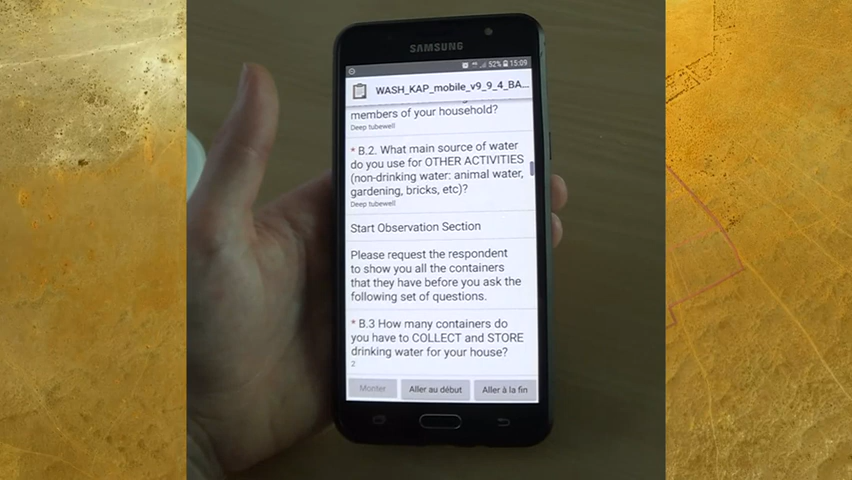 SAMSUNG
52% 15:09
WASH_KAP_mobile_v9_9_4_BA...
members of your household?
Deep tubewell
* B.2. What main source of water
do you use for OTHER ACTIVITIES
(non-drinking water: animal water,
gardening, bricks, etc)?
Deep tubewell
Start Observation Section
Please request the respondent
to show you all the containers
that they have before you ask the
following set of questions.
* B.3 How many containers do
you have to COLLECT and STORE
drinking water for your house?
2
Monter
Aller au début
Aller à la fin